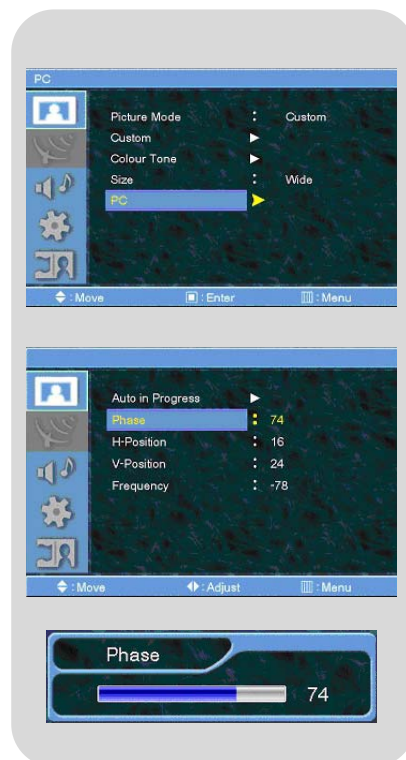 PC
Picture Mode : Custom
Custom
Colour Tone
Size : Wide
PC
: Move : Enter : Menu
Auto in Progress
Phase : 74
H-Position : 16
V-Position : 24
Frequency : -78
: Move : Adjust : Menu
Phase
74